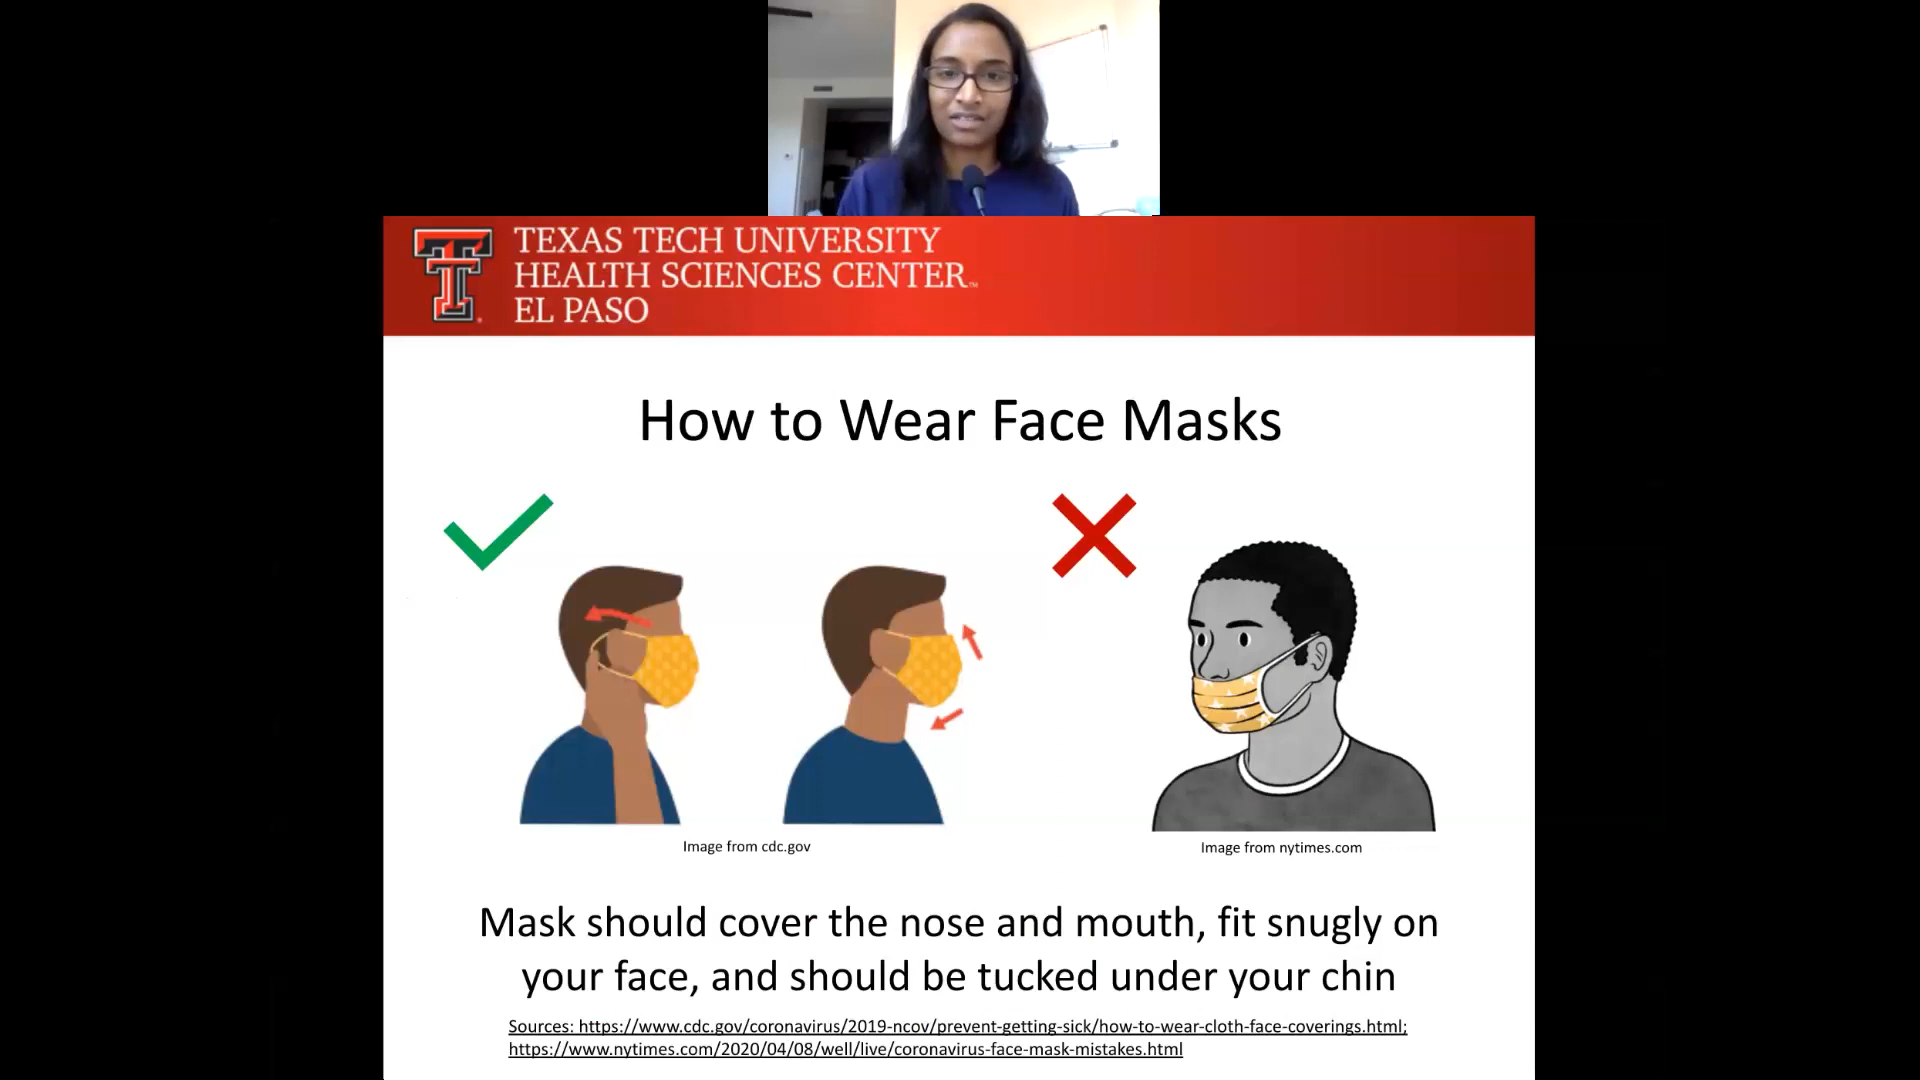 TEXAS TECH UNIVERSITY
HEALTH SCIENCES CENTER™
EL PASO
How to Wear Face Masks
Image from cdc.gov
Image from nytimes.com
Mask should cover the nose and mouth, fit snugly on
your face, and should be tucked under your chin
Sources: https://www.cdc.gov/coronavirus/2019-ncov/prevent-getting-sick/how-to-wear-cloth-face-coverings.html;
https://www.nytimes.com/2020/04/08/well/live/coronavirus-face-mask-mistakes.html